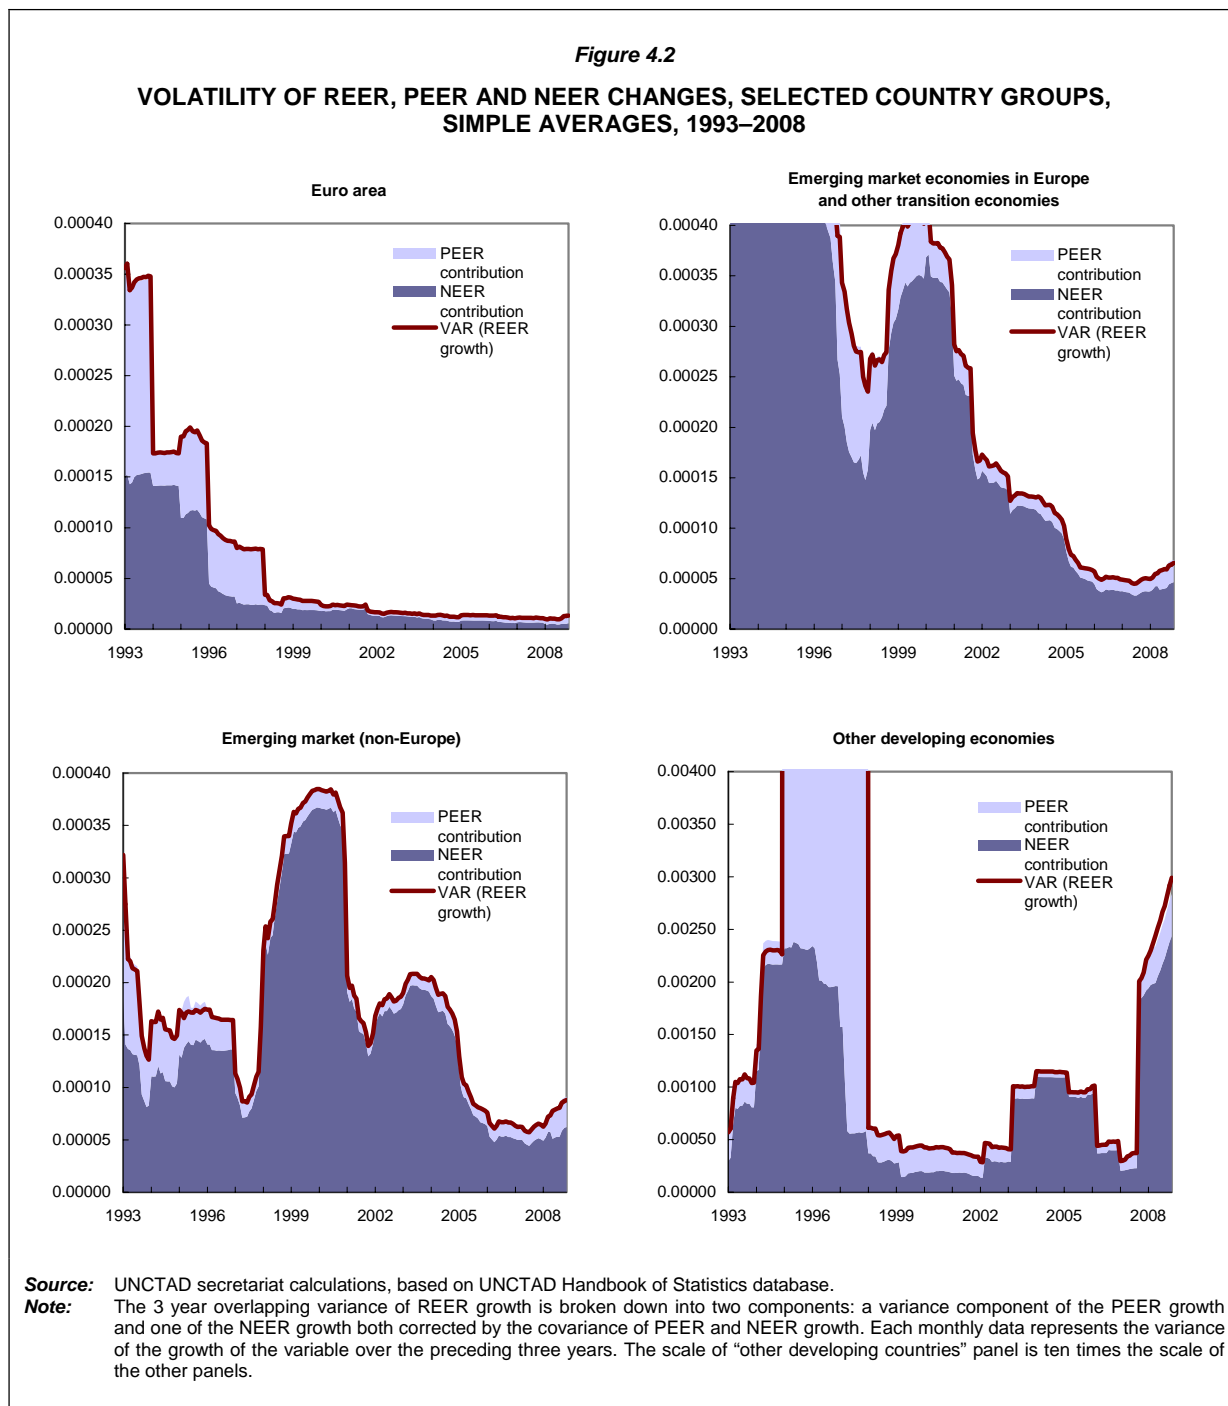 Figure 4.2
VOLATILITY OF REER, PEER AND NEER CHANGES, SELECTED COUNTRY GROUPS,
SIMPLE AVERAGES, 1993–2008
Euro area
0.00040
0.00035
0.00030
0.00025
0.00020
0.00015
0.00010
0.00005
0.00000
1993 1996 1999 2002 2005 2008
PEER
contribution
NEER
contribution
VAR (REER
growth)
Emerging market economies in Europe
and other transition economies
0.00040
0.00035
0.00030
0.00025
0.00020
0.00015
0.00010
0.00005
0.00000
1993 1996 1999 2002 2005 2008
PEER
contribution
NEER
contribution
VAR (REER
growth)
Emerging market (non-Europe)
0.00040
0.00035
0.00030
0.00025
0.00020
0.00015
0.00010
0.00005
0.00000
1993 1996 1999 2002 2005 2008
PEER
contribution
NEER
contribution
VAR (REER
growth)
Other developing economies
0.00400
0.00350
0.00300
0.00250
0.00200
0.00150
0.00100
0.00050
0.00000
1993 1996 1999 2002 2005 2008
PEER
contribution
NEER
contribution
VAR (REER
growth)
Source: UNCTAD secretariat calculations, based on UNCTAD Handbook of Statistics database.
Note: The 3 year overlapping variance of REER growth is broken down into two components: a variance component of the PEER growth
and one of the NEER growth both corrected by the covariance of PEER and NEER growth. Each monthly data represents the variance
of the growth of the variable over the preceding three years. The scale of “other developing countries” panel is ten times the scale of
the other panels.